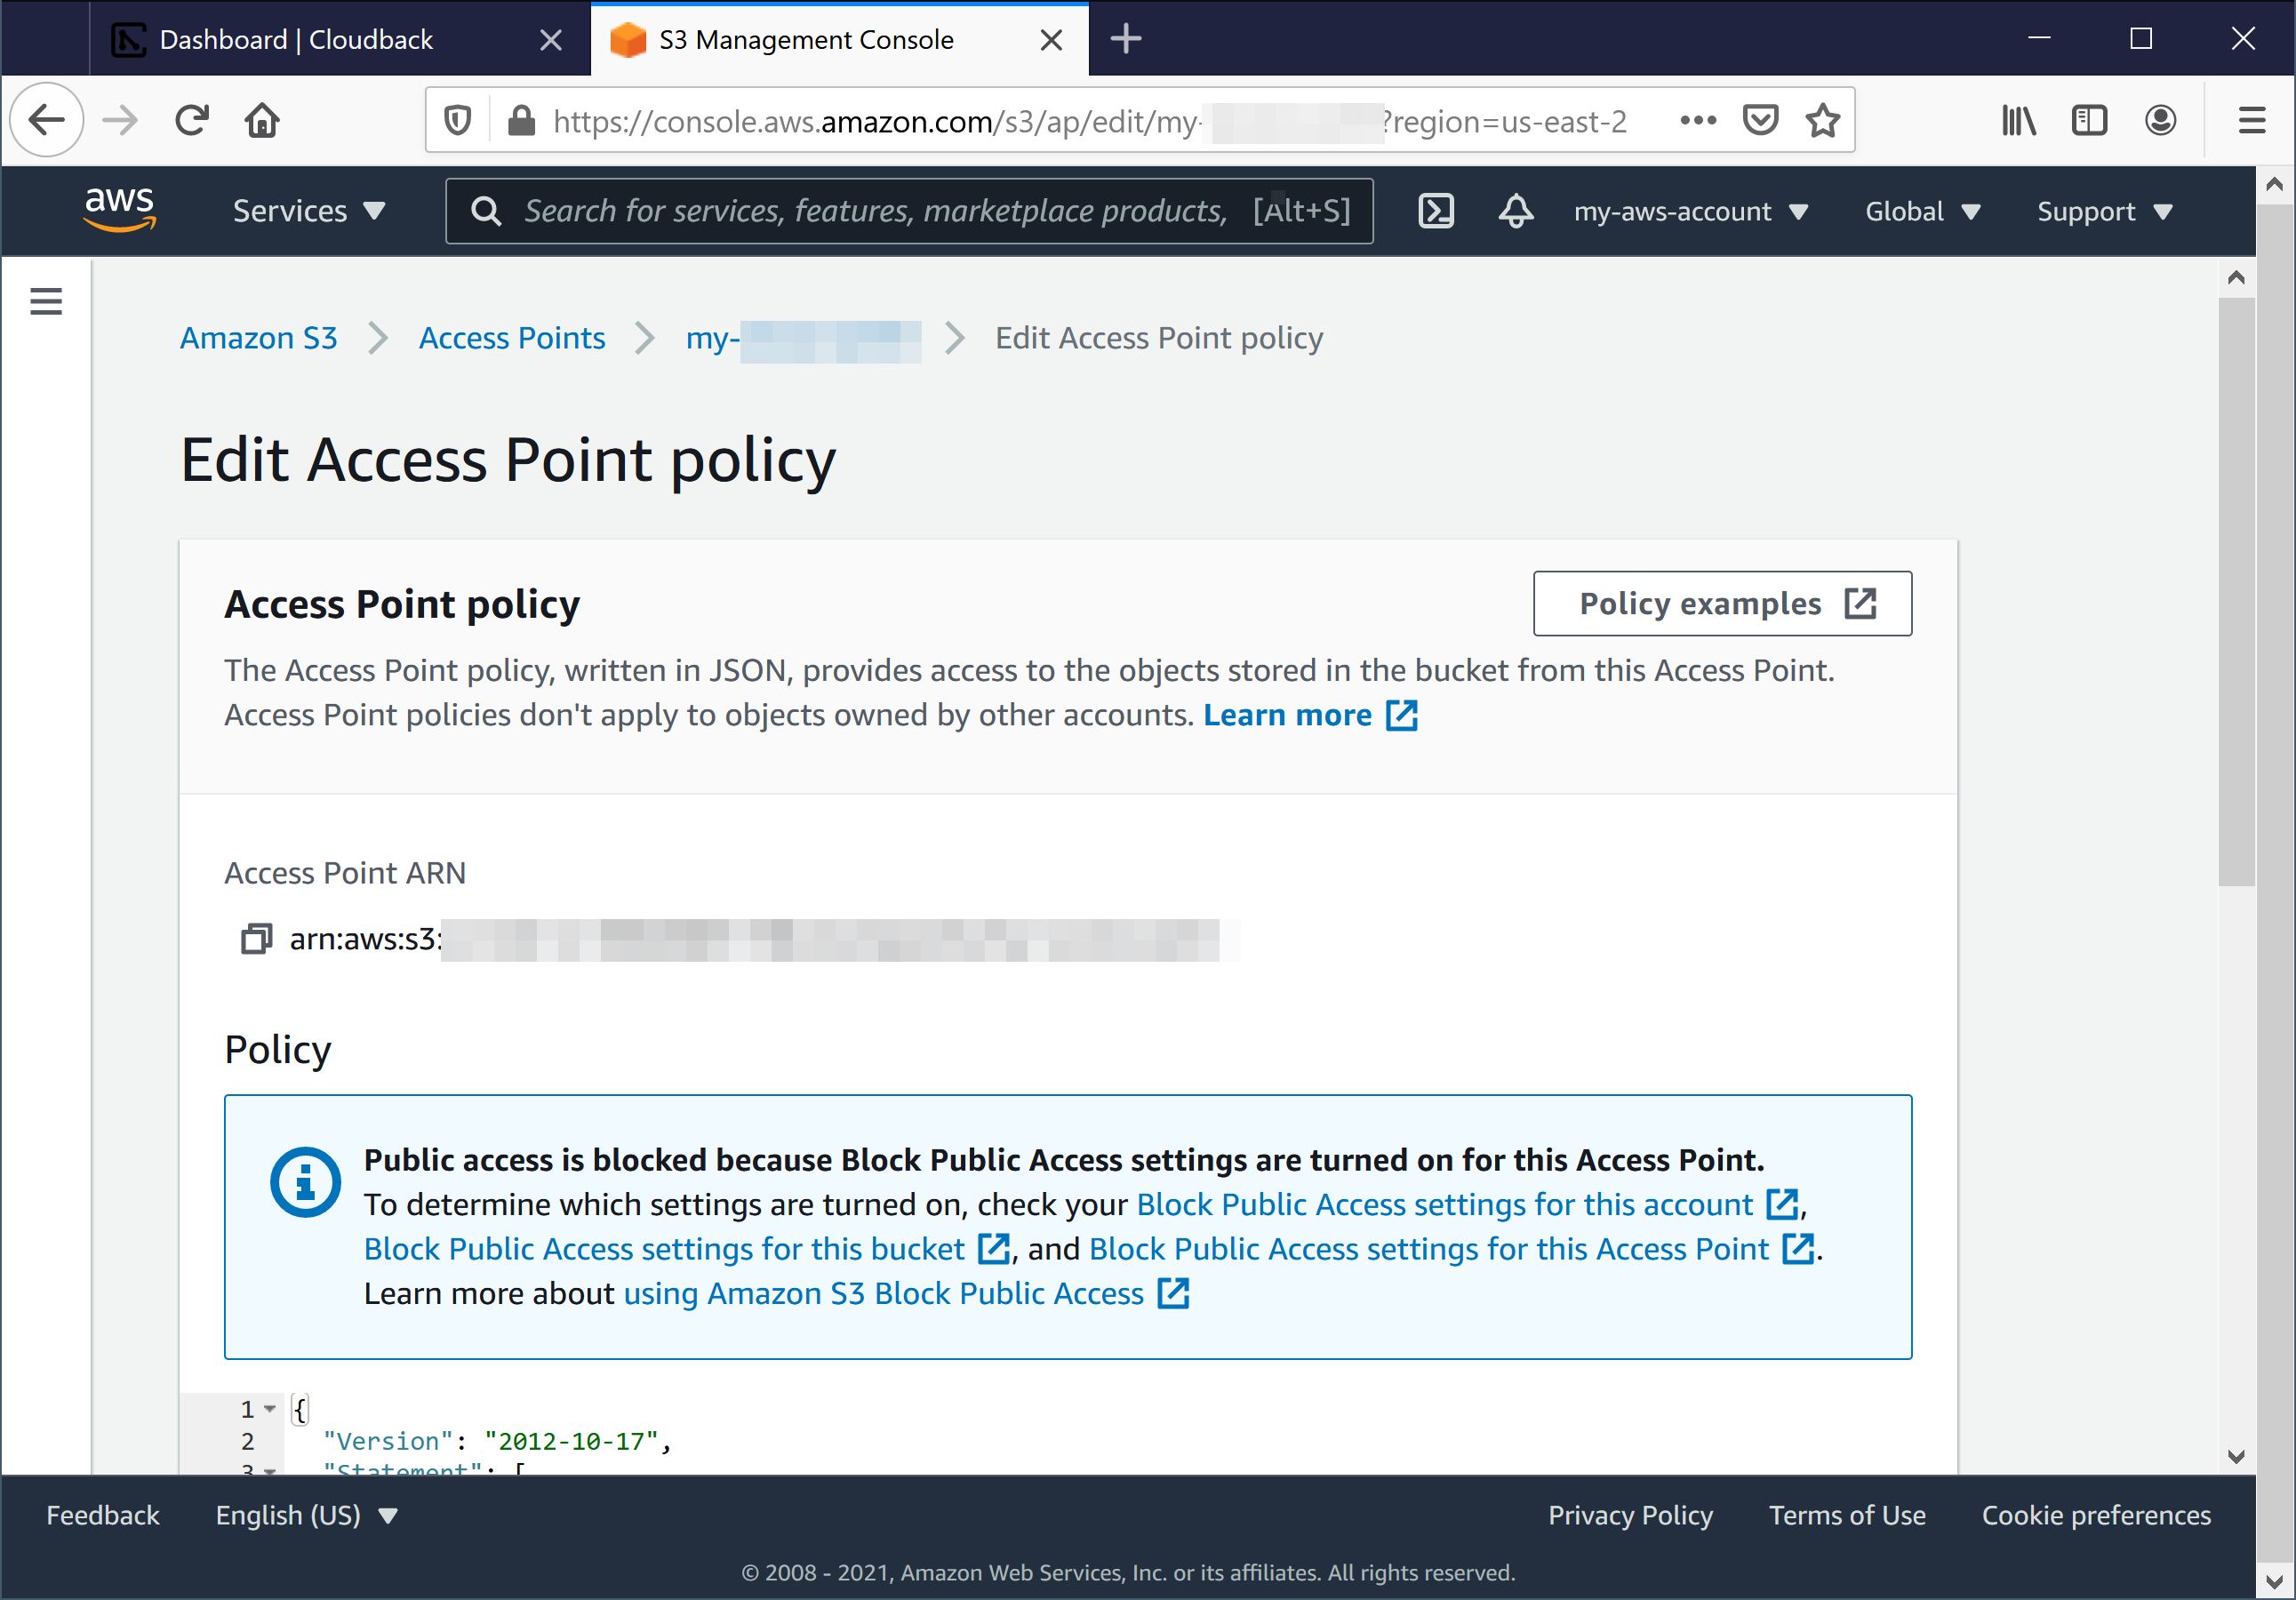 Dashboard | Cloudback
S3 Management Console
https://console.aws.amazon.com/s3/ap/edit/my- ?region=us-east-2
aws
Services
Search for services, features, marketplace products, [Alt+S]
my-aws-account
Global
Support
Amazon S3
Access Points
my-
Edit Access Point policy
Edit Access Point policy
Access Point policy
Policy examples
The Access Point policy, written in JSON, provides access to the objects stored in the bucket from this Access Point.
Access Point policies don't apply to objects owned by other accounts. Learn more
Access Point ARN
arn:aws:s3:
Policy
Public access is blocked because Block Public Access settings are turned on for this Access Point.
To determine which settings are turned on, check your Block Public Access settings for this account ,
Block Public Access settings for this bucket , and Block Public Access settings for this Access Point .
Learn more about using Amazon S3 Block Public Access
1 {
2 "Version": "2012-10-17",
3 "Statement": [
Feedback
English (US)
Privacy Policy
Terms of Use
Cookie preferences
© 2008 - 2021, Amazon Web Services, Inc. or its affiliates. All rights reserved.